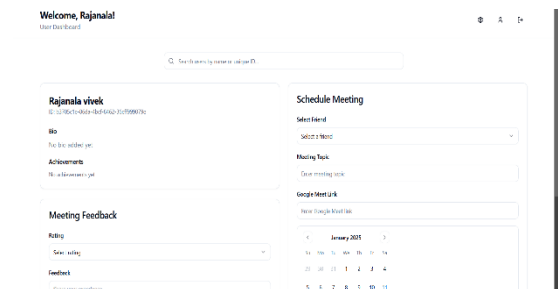 Welcome, Rajanala!
User Dashboard
Search users by name or unique ID...
Rajanala vivek
ID:
Bio
No bio added yet
Achievements
No achievements yet
Meeting Feedback
Rating
Select rating
Feedback
Schedule Meeting
Select Friend
Select a friend
Meeting Topic
Enter meeting topic
Google Meet Link
Enter Google Meet link
January 2025
Su Mo Tu We Th Fr Sa
29 30 31 1 2 3 4
5 6 7 8 9 10 11